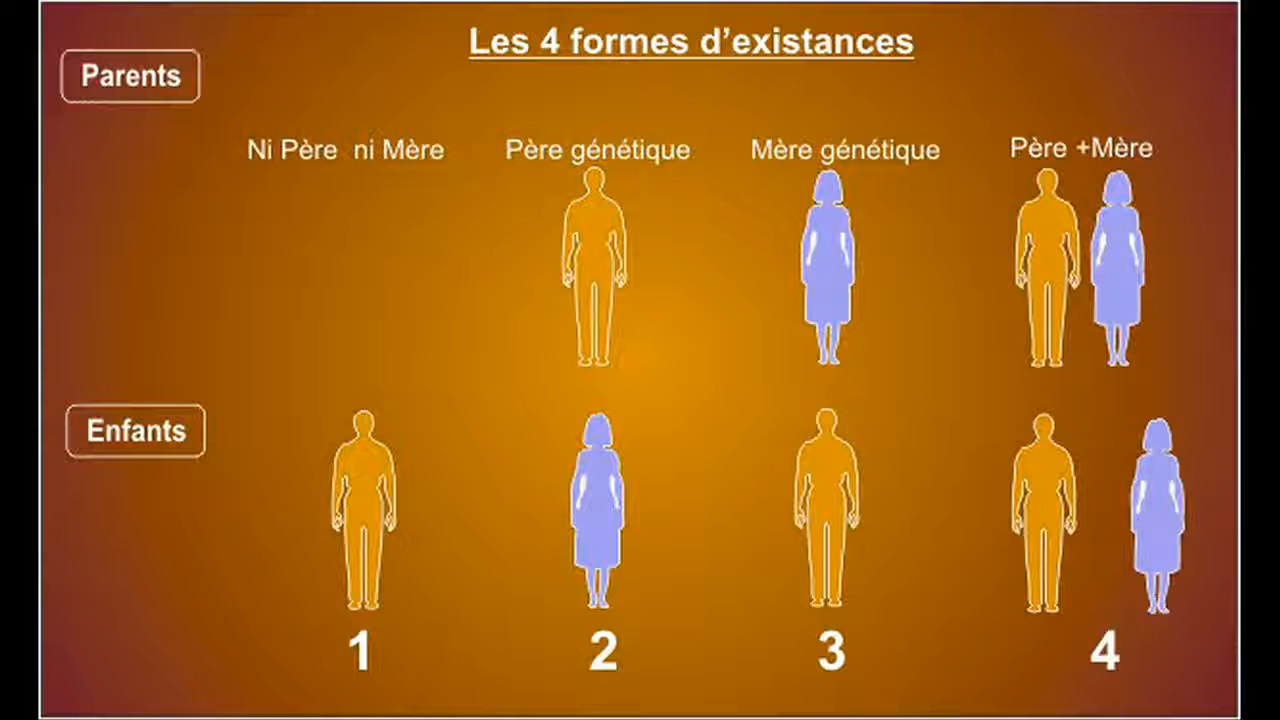 Les 4 formes d’existances
Parents
Ni Père ni Mère
Père génétique
Mère génétique
Père +Mère
Enfants
1
2
3
4